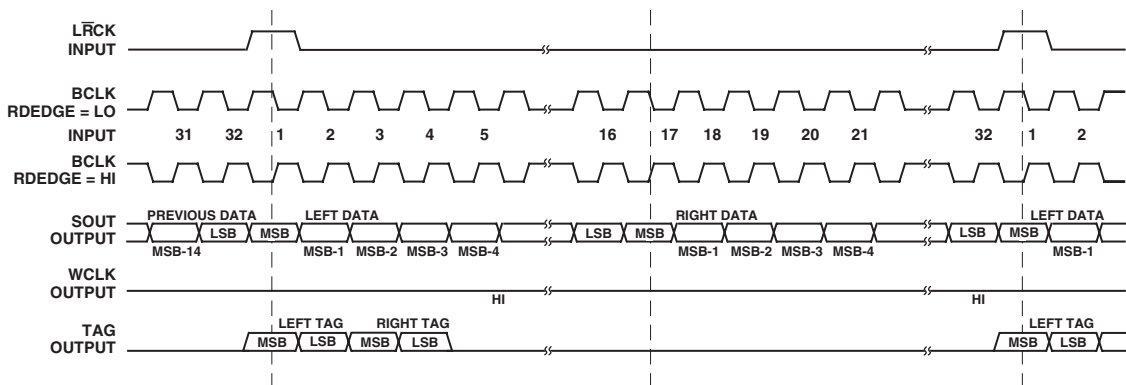 LRCK
INPUT
BCLK
RDEDGE = LO
INPUT 31 32 1 2 3 4 5 16 17 18 19 20 21 32 1 2
BCLK
RDEDGE = HI
PREVIOUS DATA LEFT DATA RIGHT DATA LEFT DATA
SOUT
OUTPUT LSB MSB LSB MSB LSB MSB
MSB-14 MSB-1 MSB-2 MSB-3 MSB-4 MSB-1 MSB-2 MSB-3 MSB-4 MSB-1
WCLK
OUTPUT
HI HI
TAG LEFT TAG RIGHT TAG LEFT TAG
OUTPUT MSB LSB MSB LSB MSB LSB